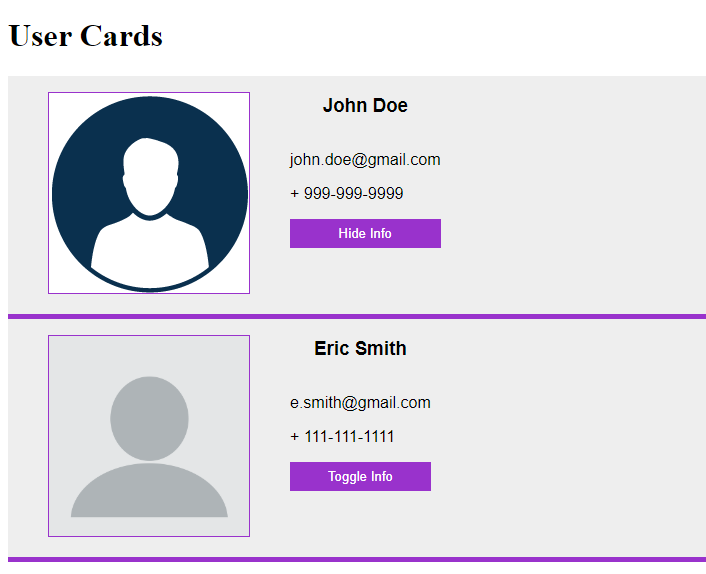 User Cards
John Doe
john.doe@gmail.com
+ 999-999-9999
Hide Info
Eric Smith
e.smith@gmail.com
+ 111-111-1111
Toggle Info